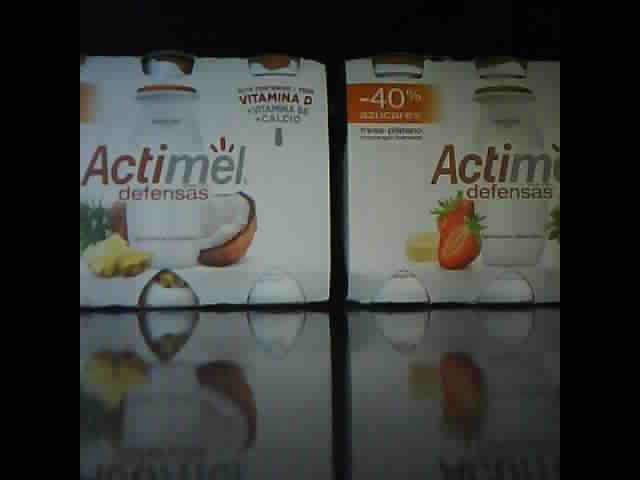 VITAMINA D
+VITAMINA B6
+CALCIO
Actimel
defensas
-40%
azúcares
fresa-plátano
Actimel
defensas